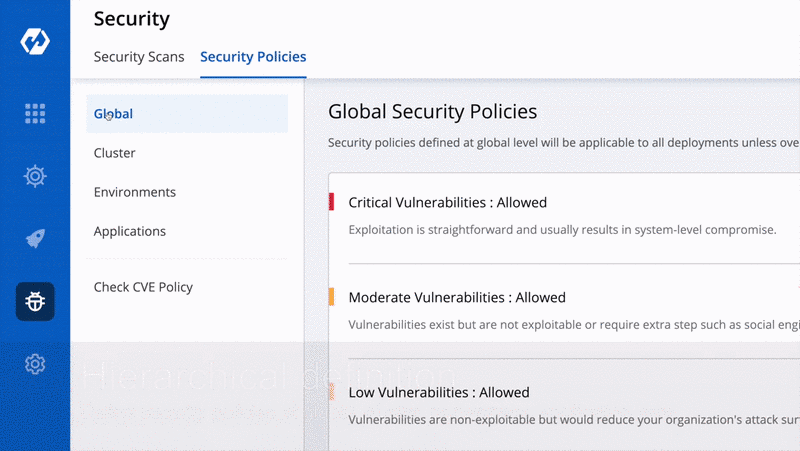 Security
Security Scans
Security Policies
Global
Cluster
Environments
Applications
Check CVE Policy
Global Security Policies
Security policies defined at global level will be applicable to all deployments unless ove
Critical Vulnerabilities : Allowed
Exploitation is straightforward and usually results in system-level compromise.
Moderate Vulnerabilities : Allowed
Vulnerabilities exist but are not exploitable or require extra step such as social engi
Low Vulnerabilities : Allowed
Vulnerabilities are non-exploitable but would reduce your organization's attack sur
Hierarchical definition